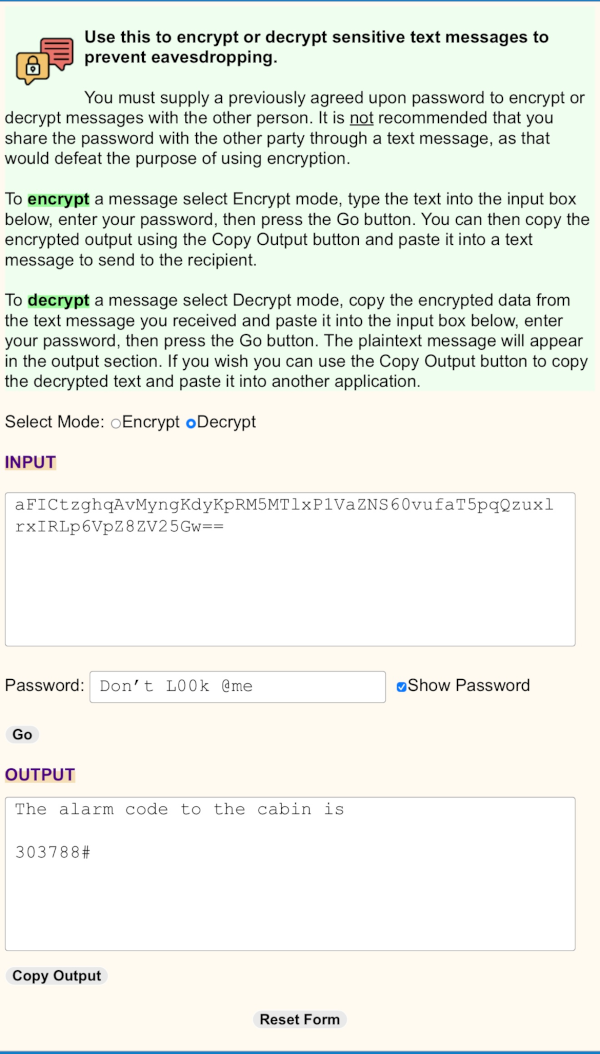 Use this to encrypt or decrypt sensitive text messages to
prevent eavesdropping.
You must supply a previously agreed upon password to encrypt or
decrypt messages with the other person. It is not recommended that you
share the password with the other party through a text message, as that
would defeat the purpose of using encryption.
To encrypt a message select Encrypt mode, type the text into the input box
below, enter your password, then press the Go button. You can then copy the
encrypted output using the Copy Output button and paste it into a text
message to send to the recipient.
To decrypt a message select Decrypt mode, copy the encrypted data from
the text message you received and paste it into the input box below, enter
your password, then press the Go button. The plaintext message will appear
in the output section. If you wish you can use the Copy Output button to copy
the decrypted text and paste it into another application.
Select Mode: Encrypt Decrypt
INPUT
aFICtzghqAvMyngKdyKpRM5MTlxP1VaZNS60vufaT5pqQzuxl
rxIRLp6VpZ8ZV25Gw==
Password: Don’t L00k @me Show Password
Go
OUTPUT
The alarm code to the cabin is
303788#
Copy Output
Reset Form